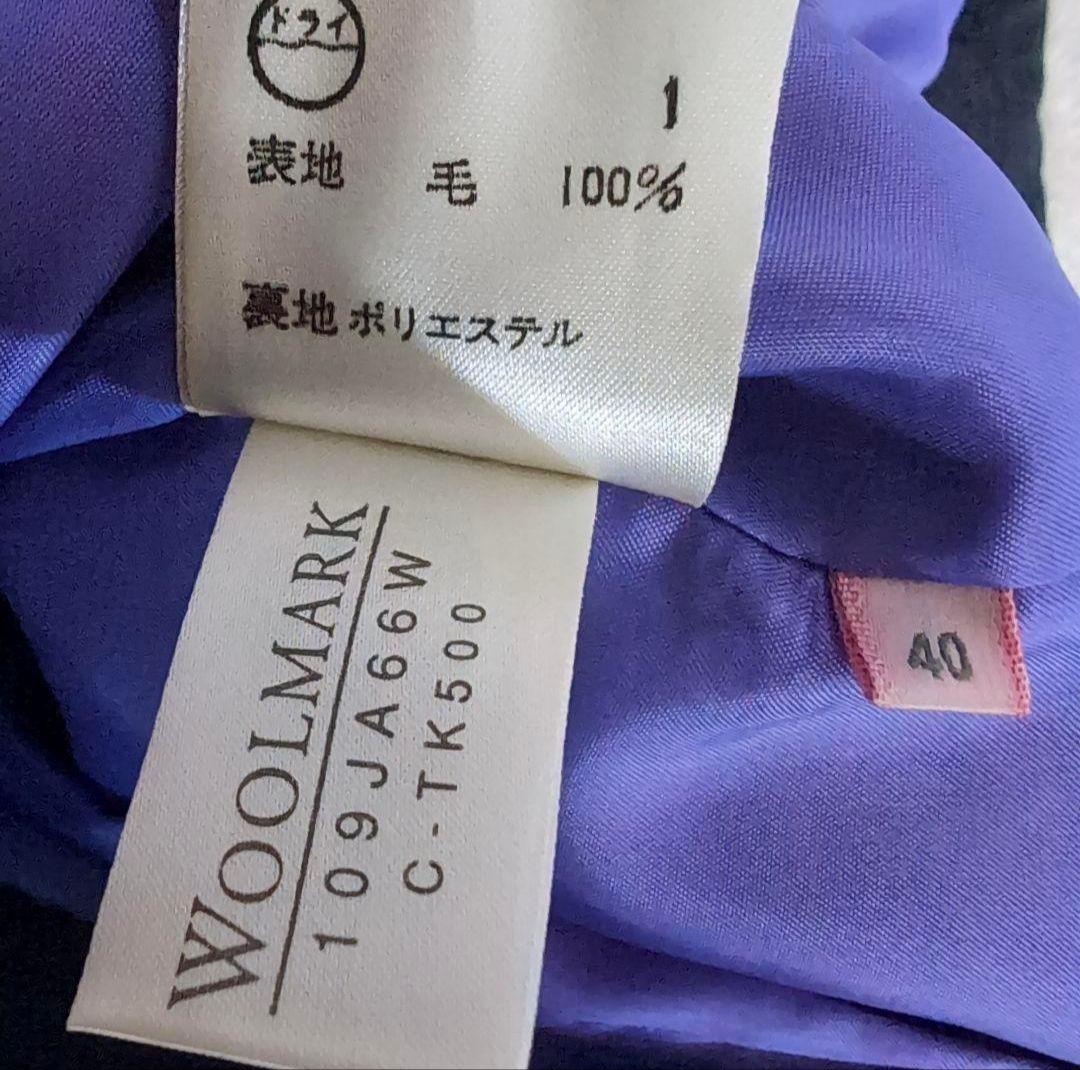 ドライ
1
表地 毛 100%
裏地 ポリエステル
WOOLMARK
109JA66W
C-TK500
40